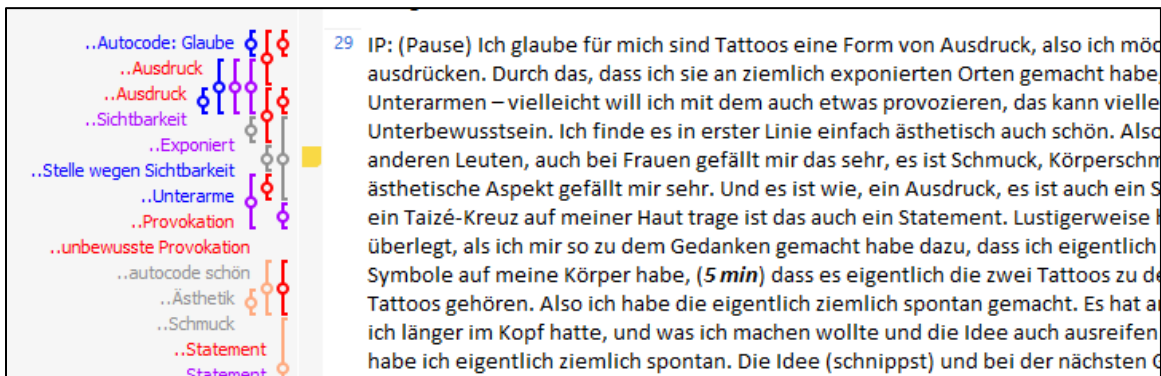 ..Autocode: Glaube
..Ausdruck
..Ausdruck
..Sichtbarkeit
..Exponiert
..Stelle wegen Sichtbarkeit
..Unterarme
..Provokation
..unbewusste Provokation
..autocode schön
..Ästhetik
..Schmuck
..Statement
..Statement
29 IP: (Pause) Ich glaube für mich sind Tattoos eine Form von Ausdruck, also ich
ausdrücken. Durch das, dass ich sie an ziemlich exponierten Orten gemacht habe,
Unterarmen – vielleicht will ich mit dem auch etwas provozieren, das kann
Unterbewusstsein. Ich finde es in erster Linie einfach ästhetisch auch schön.
anderen Leuten, auch bei Frauen gefällt mir das sehr, es ist Schmuck,
ästhetische Aspekt gefällt mir sehr. Und es ist wie, ein Ausdruck, es ist auch ein
ein Taizé-Kreuz auf meiner Haut trage ist das auch ein Statement. Lustigerweise
überlegt, als ich mir so zu dem Gedanken gemacht habe dazu, dass ich eigentlich
Symbole auf meine Körper habe, (5 min) dass es eigentlich die zwei Tattoos zu
Tattoos gehören. Also ich habe die eigentlich ziemlich spontan gemacht. Es hat
ich länger im Kopf hatte, und was ich machen wollte und die Idee auch ausreifen
habe ich eigentlich ziemlich spontan. Die Idee (schnippst) und bei der nächsten